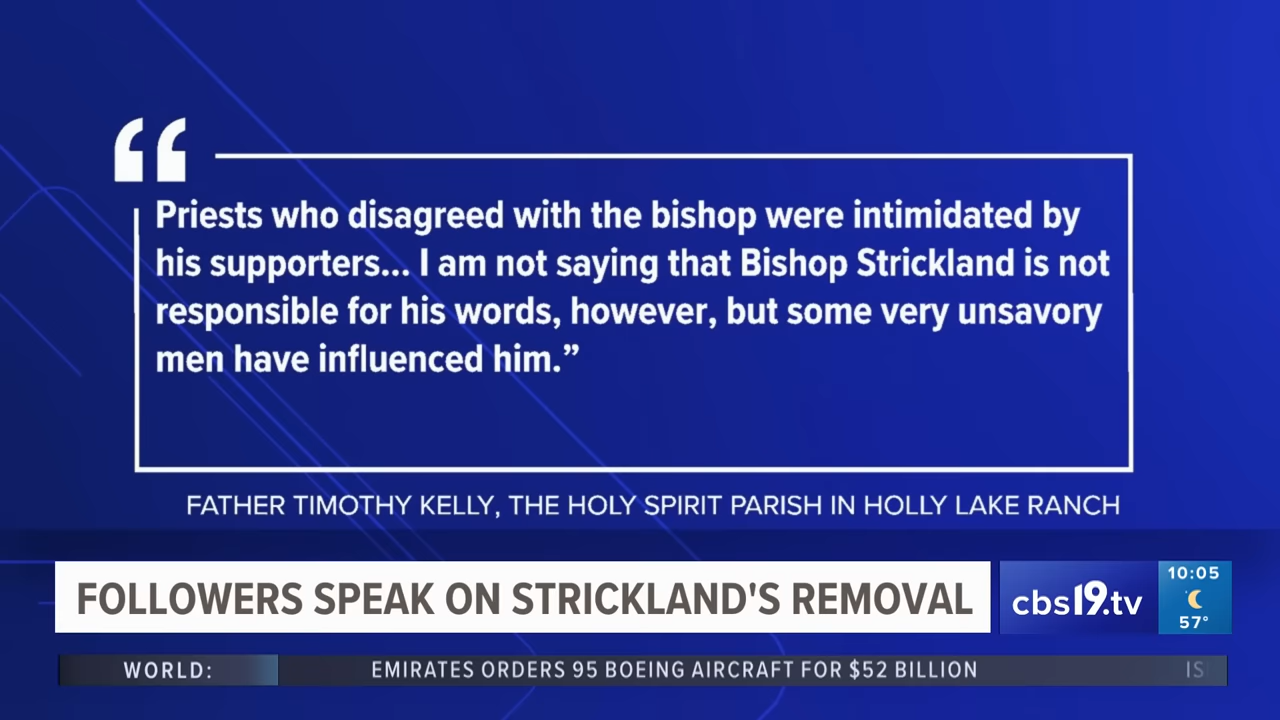 “
Priests who disagreed with the bishop were intimidated by
his supporters... I am not saying that Bishop Strickland is not
responsible for his words, however, but some very unsavory
men have influenced him.”
FATHER TIMOTHY KELLY, THE HOLY SPIRIT PARISH IN HOLLY LAKE RANCH
FOLLOWERS SPEAK ON STRICKLAND'S REMOVAL
cbs19.tv
10:05
57°
WORLD: EMIRATES ORDERS 95 BOEING AIRCRAFT FOR $52 BILLION